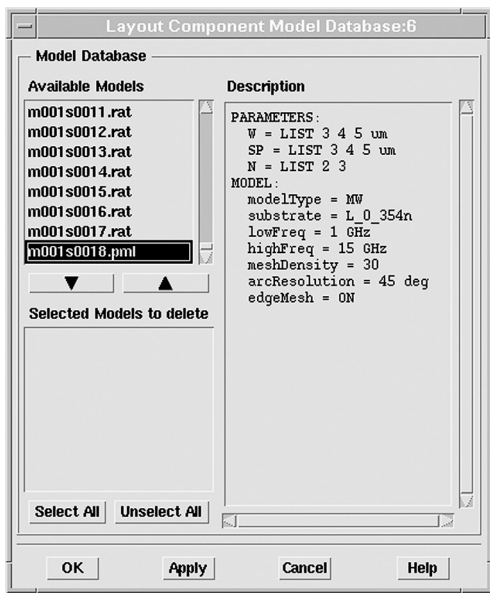 Layout Component Model Database:6
Model Database
Available Models
m001s0011.rat
m001s0012.rat
m001s0013.rat
m001s0014.rat
m001s0015.rat
m001s0016.rat
m001s0017.rat
m001s0018.pml
Selected Models to delete
Select All
Unselect All
Description
PARAMETERS:
W = LIST 3 4 5 um
SP = LIST 3 4 5 um
N = LIST 2 3
MODEL:
modelType = MW
substrate = L_0_354n
lowFreq = 1 GHz
highFreq = 15 GHz
meshDensity = 30
arcResolution = 45 deg
edgeMesh = ON
OK
Apply
Cancel
Help